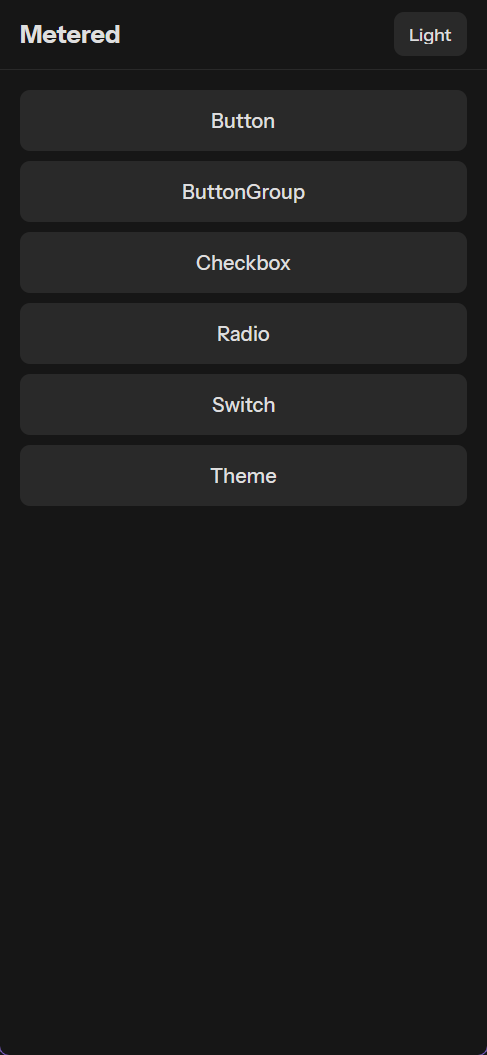 Metered
Light
Button
ButtonGroup
Checkbox
Radio
Switch
Theme